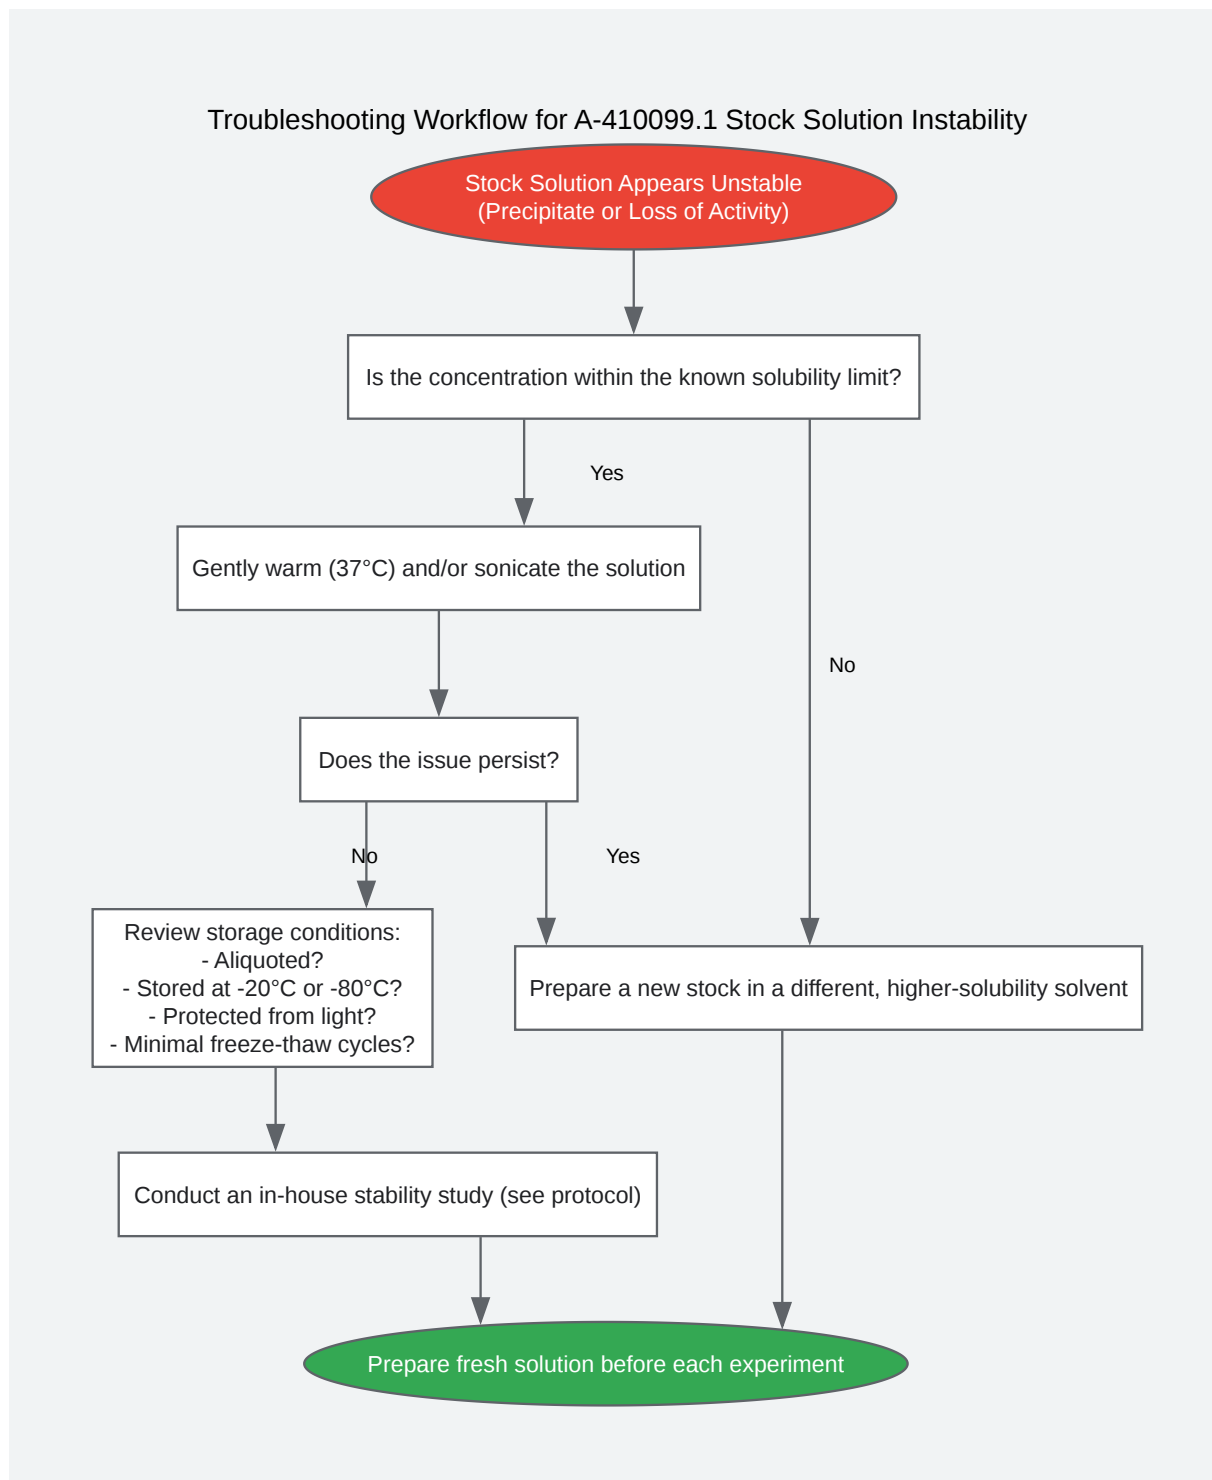 Troubleshooting Workflow for A-410099.1 Stock Solution Instability
Stock Solution Appears Unstable
(Precipitate or Loss of Activity)
Is the concentration within the known solubility limit?
Yes
Gently warm (37°C) and/or sonicate the solution
No
Does the issue persist?
No
Yes
Review storage conditions:
- Aliquoted?
- Stored at -20°C or -80°C?
- Protected from light?
- Minimal freeze-thaw cycles?
Prepare a new stock in a different, higher-solubility solvent
Conduct an in-house stability study (see protocol)
Prepare fresh solution before each experiment